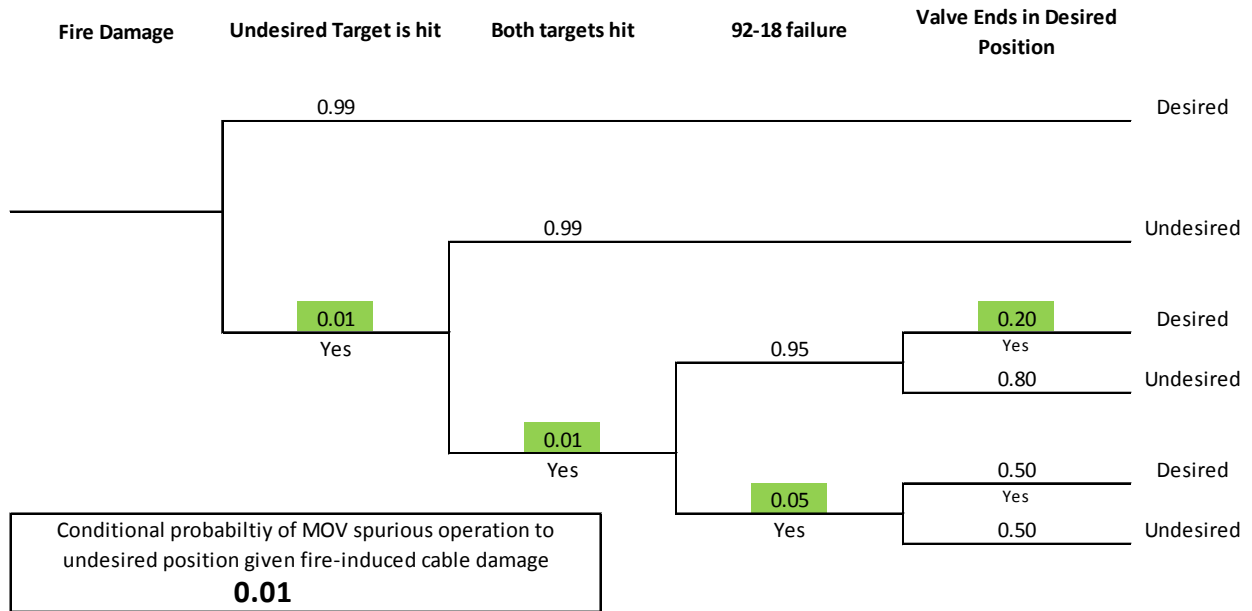 Fire Damage
Undesired Target is hit
Both targets hit
92-18 failure
Valve Ends in Desired
Position
0.99
Desired
0.99
Undesired
0.01
Yes
0.95
0.20
Yes
Desired
0.80
Undesired
0.01
Yes
0.05
Yes
0.50
Yes
Desired
0.50
Undesired
Conditional probabiltiy of MOV spurious operation to
undesired position given fire-induced cable damage
0.01